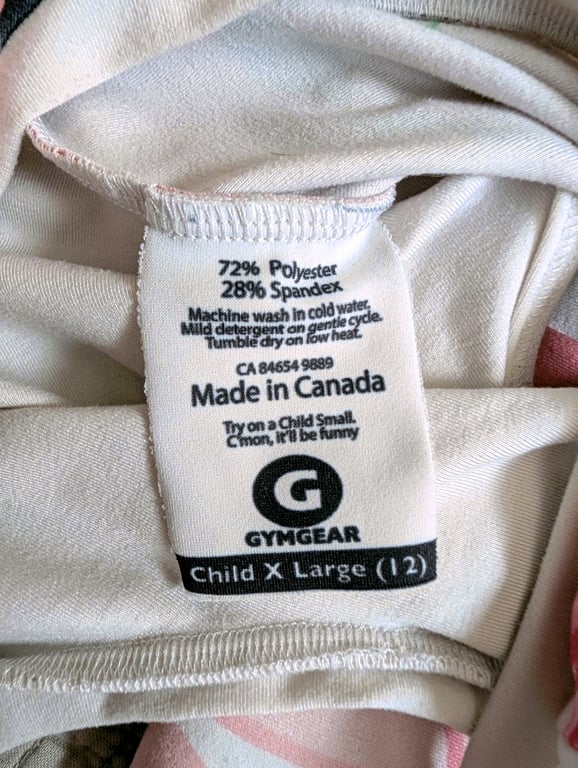 72% Polyester
28% Spandex
Machine wash in cold water.
Mild detergent on gentle cycle.
Tumble dry on low heat.
CA 84654 9889
Made in Canada
Try on a Child Small.
C'mon, it'll be funny
G
GYMGEAR
Child X Large (12)